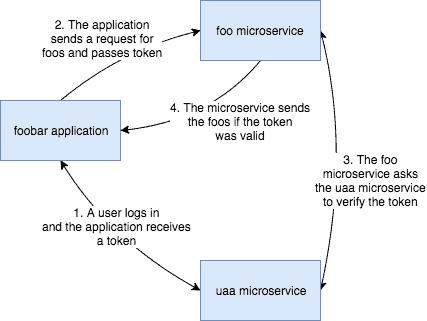 2. The application
sends a request for
foos and passes token
foo microservice
4. The microservice sends
the foos if the token
was valid
foobar application
3. The foo
microservice asks
the uaa microservice
to verify the token
1. A user logs in
and the application receives
a token
uaa microservice